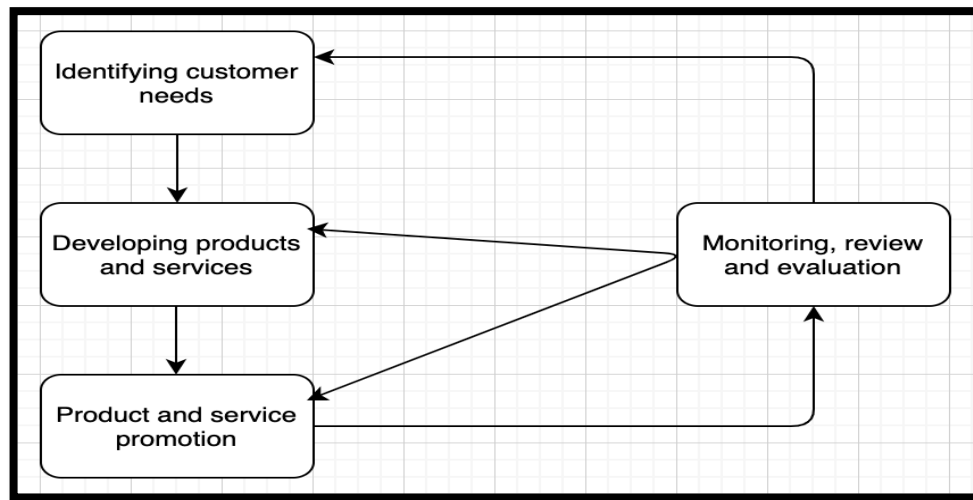 Identifying customer
needs
Developing products
and services
Monitoring, review
and evaluation
Product and service
promotion